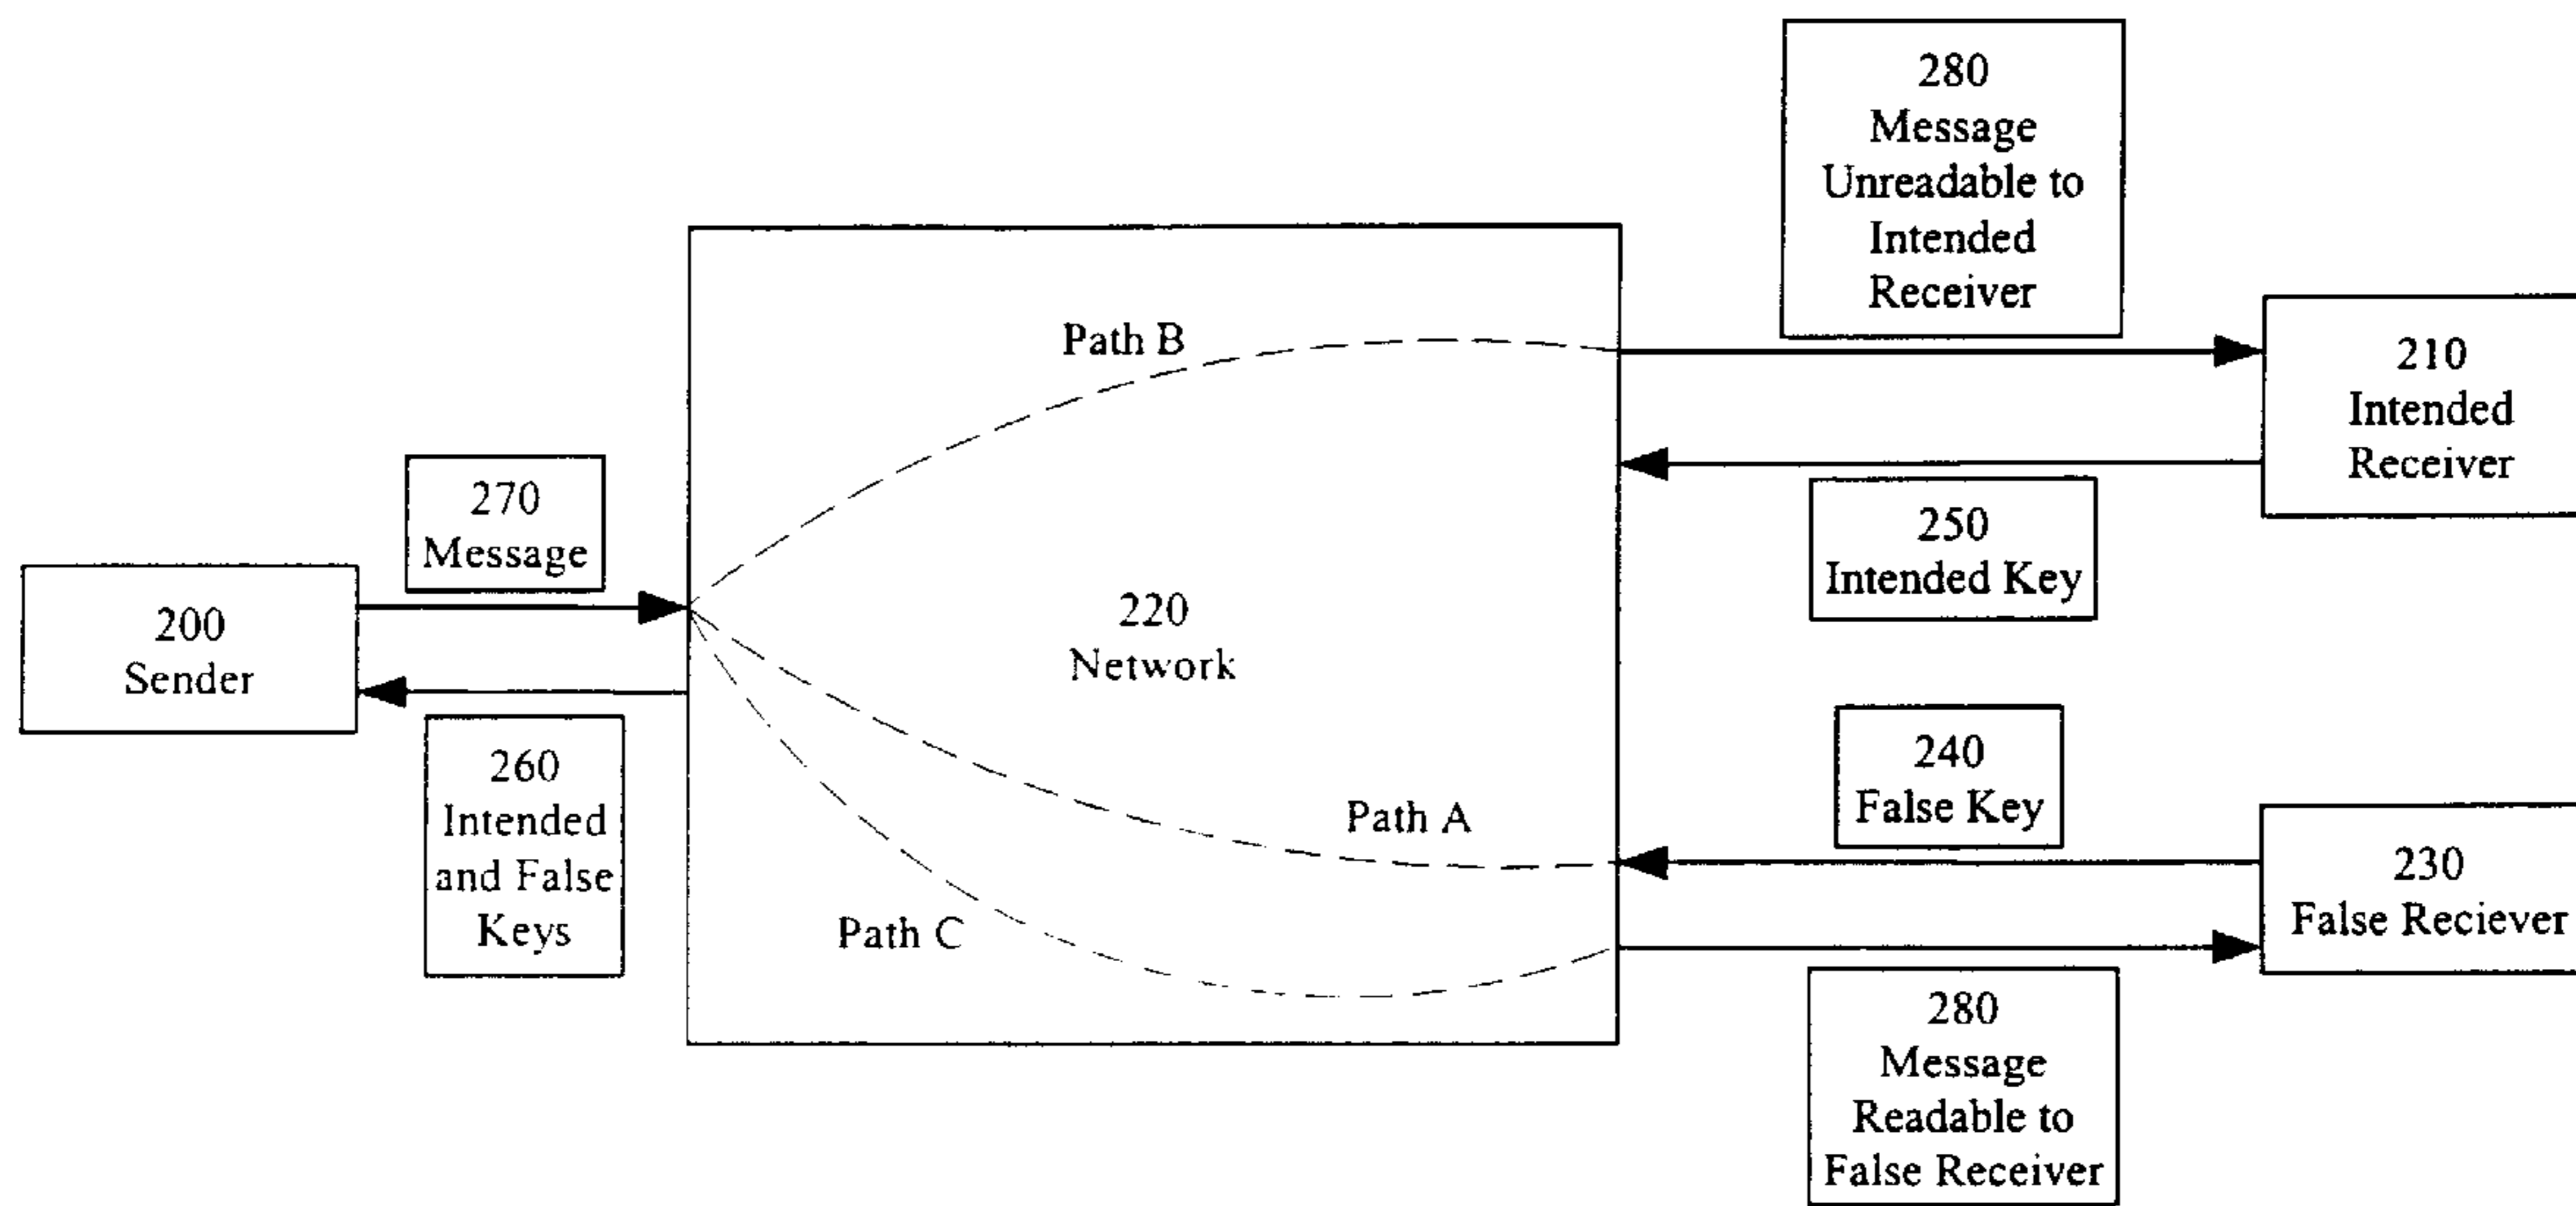 280
Message
Unreadable to
Intended
Receiver
210
Intended
Receiver
Path B
270
Message
250
Intended Key
200
Sender
220
Network
260
Intended
and False
Keys
240
False Key
Path A
230
False Reciever
Path C
280
Message
Readable to
False Receiver